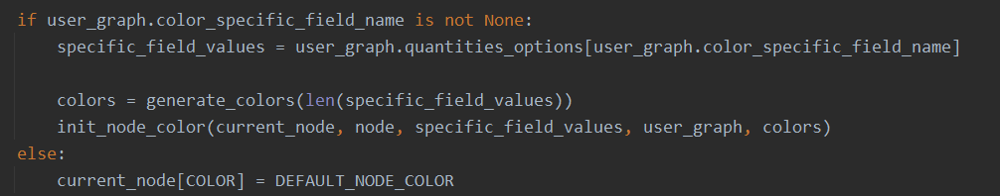 if user_graph.color_specific_field_name is not None:
    specific_field_values = user_graph.quantities_options[user_graph.color_specific_field_name]

    colors = generate_colors(len(specific_field_values))
    init_node_color(current_node, node, specific_field_values, user_graph, colors)
else:
    current_node[COLOR] = DEFAULT_NODE_COLOR